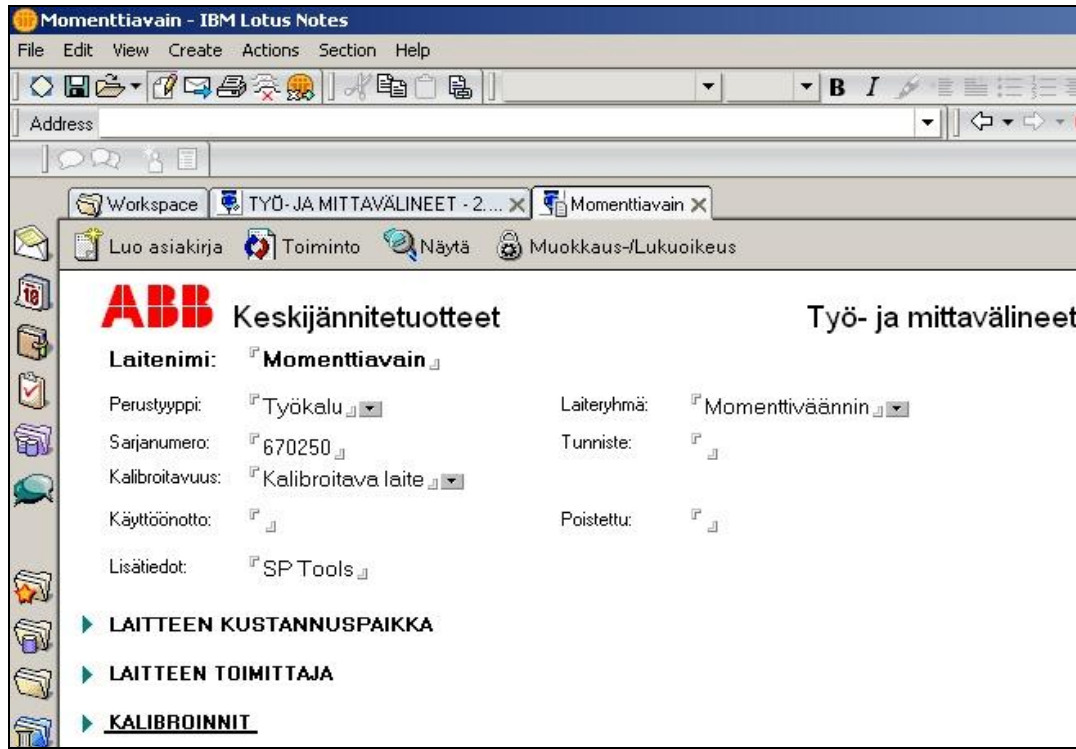 Momenttiavain - IBM Lotus Notes
File Edit View Create Actions Section Help
B I
Address
Workspace TYÖ- JA MITTAVÄLINEET - 2.... Momenttiavain
Luo asiakirja Toiminto Näytä Muokkaus-/Lukuoikeus
ABB Keskijännitetuotteet Työ- ja mittavälineet
Laitenimi: Momenttiavain
Perustyyppi: Työkalu Laiteryhmä: Momenttiväännin
Sarjanumero: 670250 Tunniste:
Kalibroitavuus: Kalibroitava laite
Käyttöönotto: Poistettu:
Lisätiedot: SP Tools
LAITTEEN KUSTANNUSPAIKKA
LAITTEEN TOIMITTAJA
KALIBROINNIT